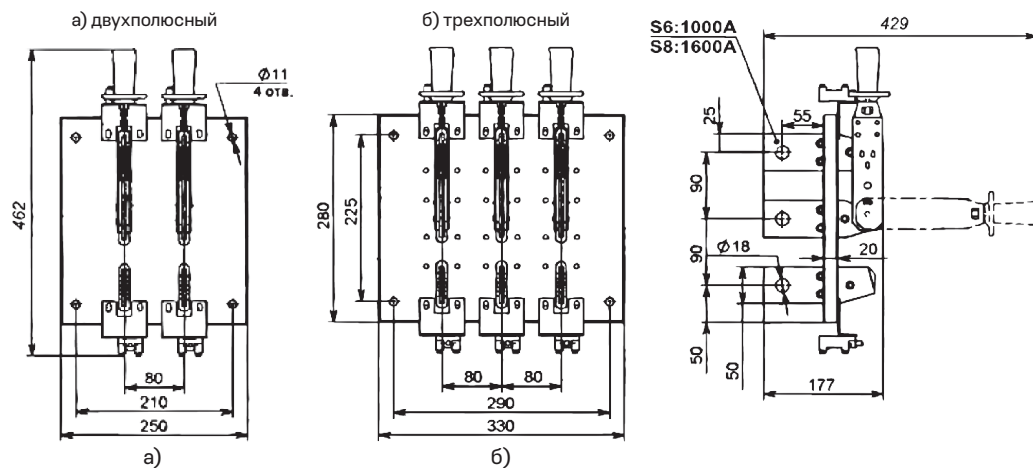 а) двухполюсный
б) трехполюсный
S6:1000A
S8:1600A
429
Ø11
4 отв.
462
280
225
25
55
90
90
Ø18
20
50
50
177
80
210
250
80
80
290
330
а)
б)